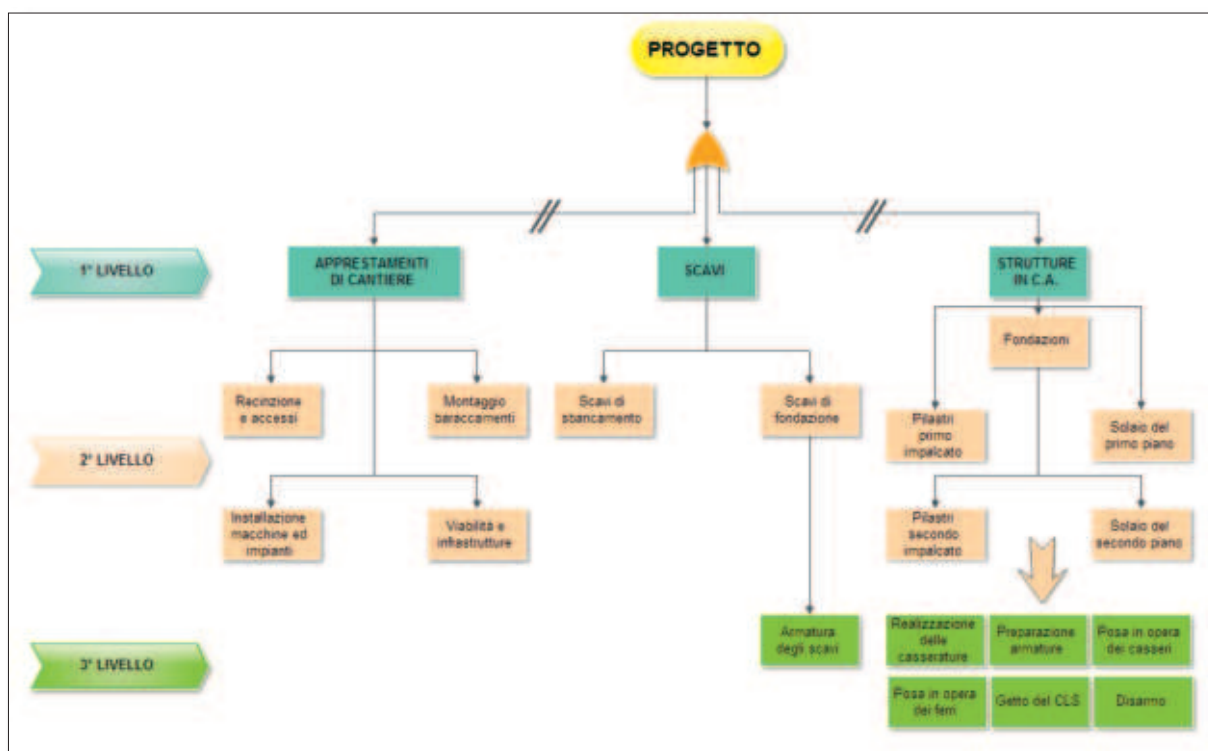 PROGETTO
1° LIVELLO
APPRESTAMENTI
DI CANTIERE
SCAVI
STRUTTURE
IN C.A.
Fondazioni
2° LIVELLO
Recinzione
e accessi
Montaggio
baraccamenti
Scavi di
sbancamento
Scavi di
fondazione
Pilastri
primo
impalcato
Solaio del
primo piano
Installazione
macchine ed
impianti
Viabilità e
infrastrutture
Pilastri
secondo
impalcato
Solaio del
secondo piano
3° LIVELLO
Armatura
degli scavi
Realizzazione
delle
casserature
Preparazione
armature
Posa in opera
dei casseri
Posa in opera
dei ferri
Getto del CLS
Disarmo